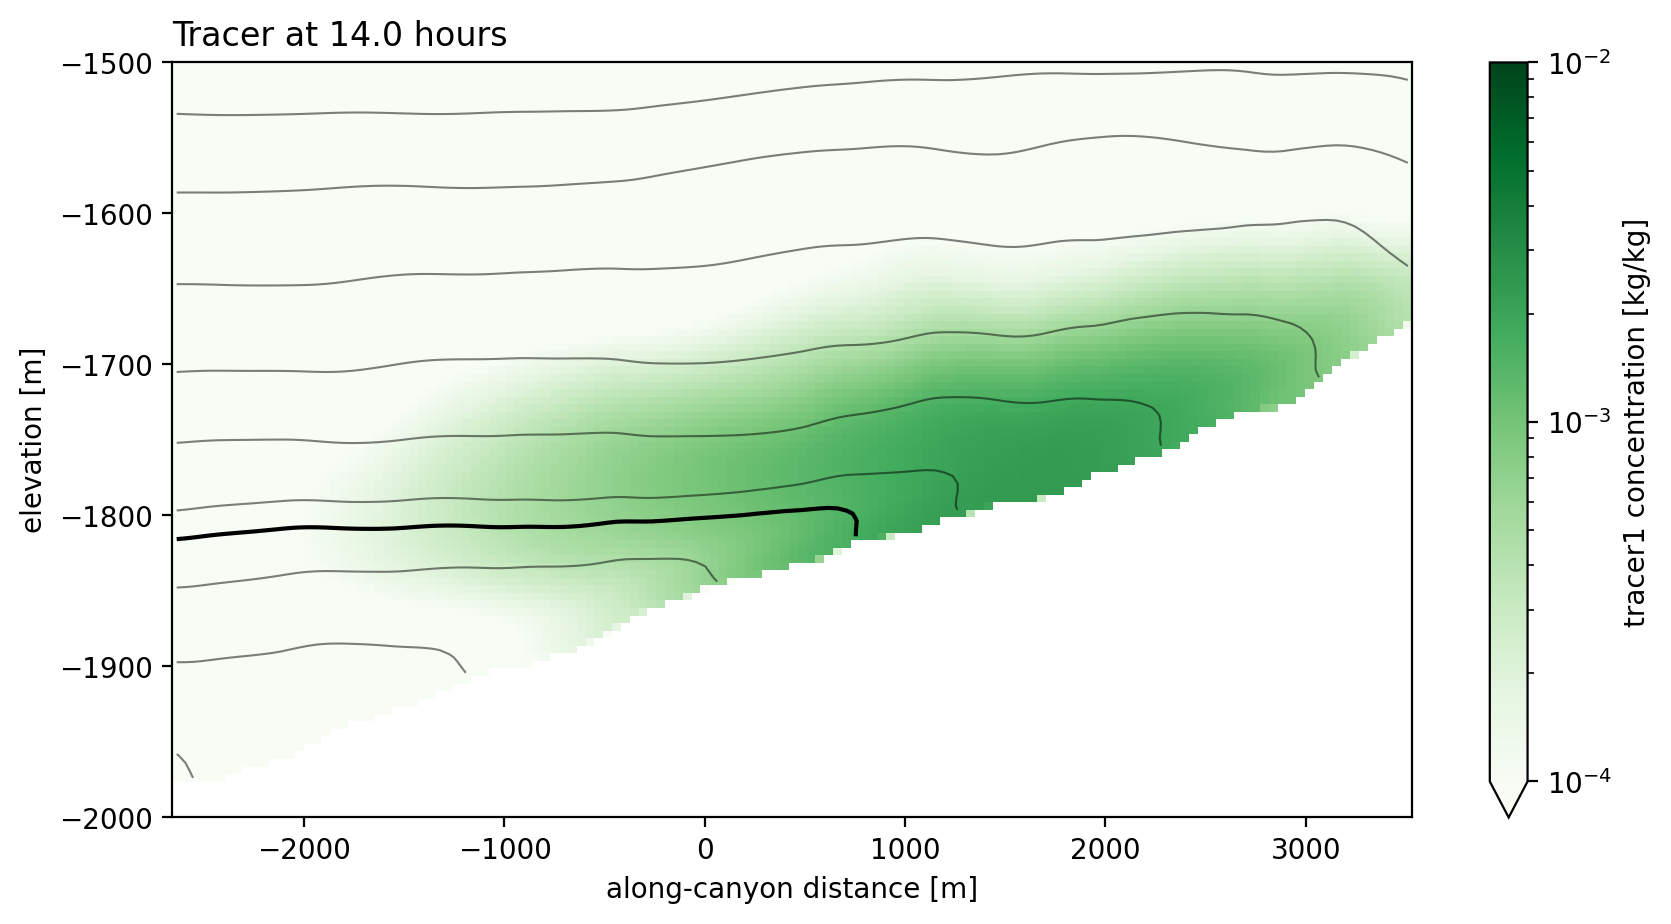 Tracer at 14.0 hours
−1500
−1600
−1700
−1800
−1900
−2000
elevation [m]
−2000 −1000 0 1000 2000 3000
along-canyon distance [m]
10⁻²
10⁻³
10⁻⁴
tracer1 concentration [kg/kg]